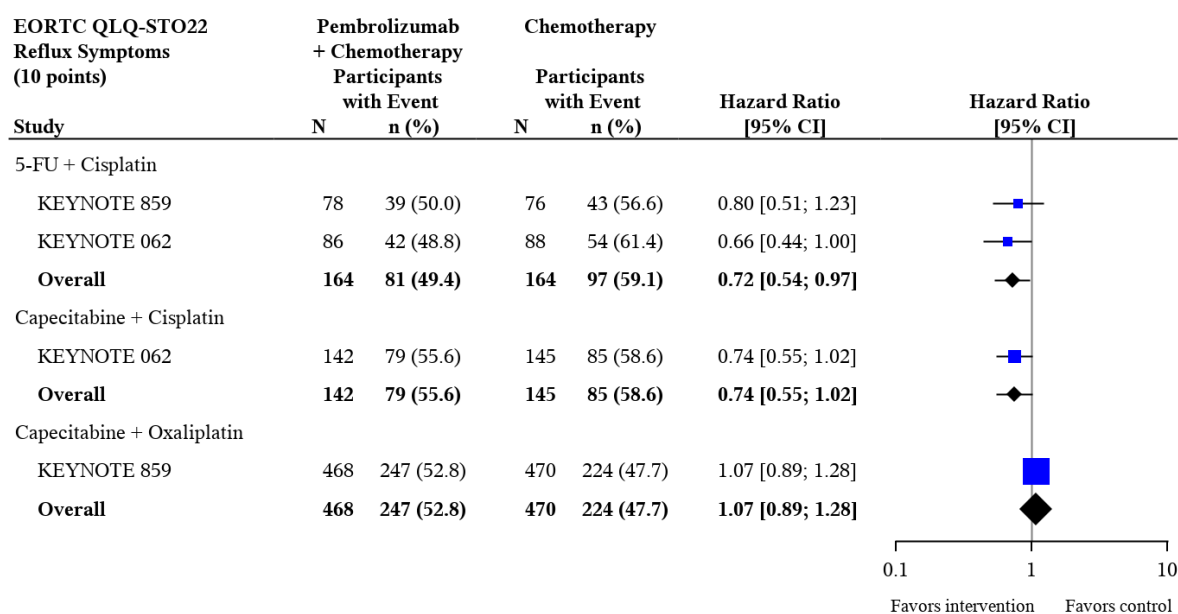 EORTC QLQ-STO22 Pembrolizumab Chemotherapy
Reflux Symptoms + Chemotherapy
(10 points) Participants Participants
with Event with Event Hazard Ratio Hazard Ratio
Study N n (%) N n (%) [95% CI] [95% CI]
5-FU + Cisplatin
KEYNOTE 859 78 39 (50.0) 76 43 (56.6) 0.80 [0.51; 1.23]
KEYNOTE 062 86 42 (48.8) 88 54 (61.4) 0.66 [0.44; 1.00]
Overall 164 81 (49.4) 164 97 (59.1) 0.72 [0.54; 0.97]
Capecitabine + Cisplatin
KEYNOTE 062 142 79 (55.6) 145 85 (58.6) 0.74 [0.55; 1.02]
Overall 142 79 (55.6) 145 85 (58.6) 0.74 [0.55; 1.02]
Capecitabine + Oxaliplatin
KEYNOTE 859 468 247 (52.8) 470 224 (47.7) 1.07 [0.89; 1.28]
Overall 468 247 (52.8) 470 224 (47.7) 1.07 [0.89; 1.28]
0.1 1 10
Favors intervention Favors control